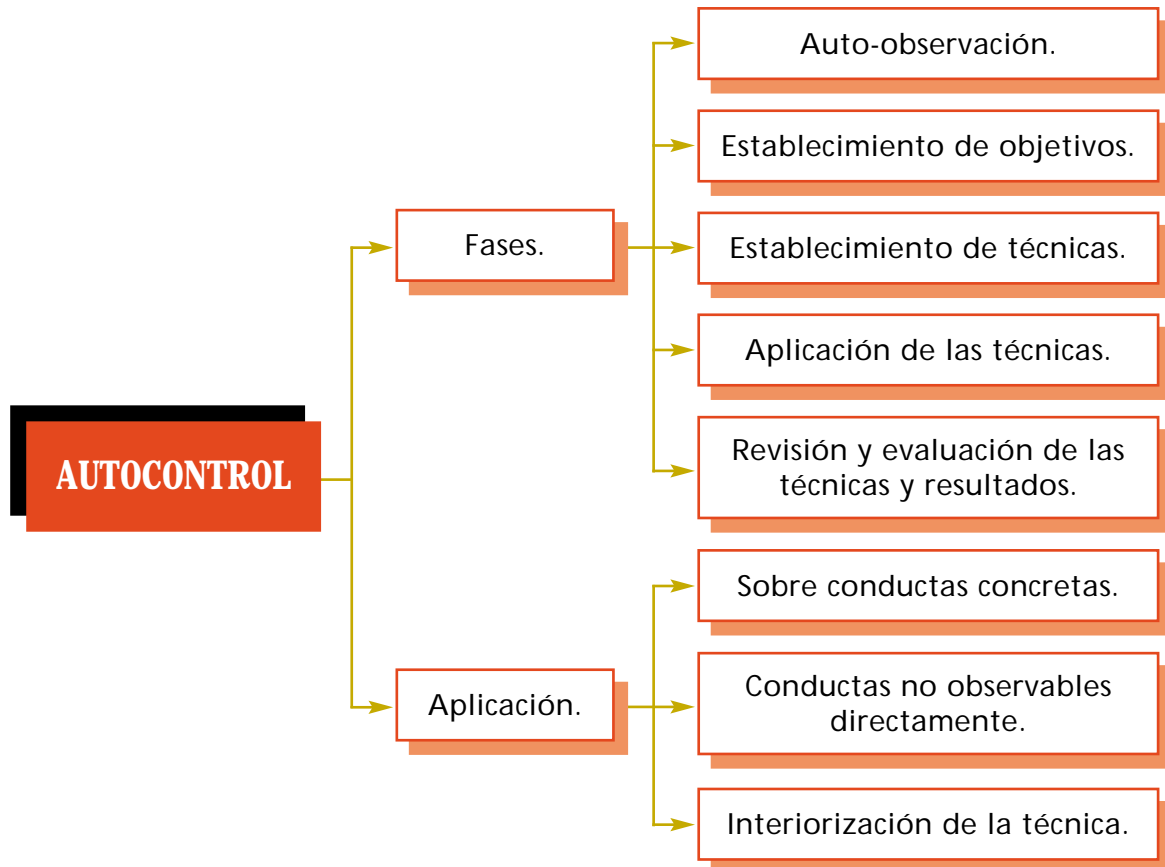 AUTOCONTROL
Fases.
Auto-observación.
Establecimiento de objetivos.
Establecimiento de técnicas.
Aplicación de las técnicas.
Revisión y evaluación de las
técnicas y resultados.
Aplicación.
Sobre conductas concretas.
Conductas no observables
directamente.
Interiorización de la técnica.